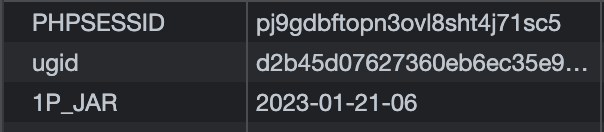 PHPSESSID pj9gdbftopn3ovl8sht4j71sc5
ugid d2b45d07627360eb6ec35e9...
1P_JAR 2023-01-21-06